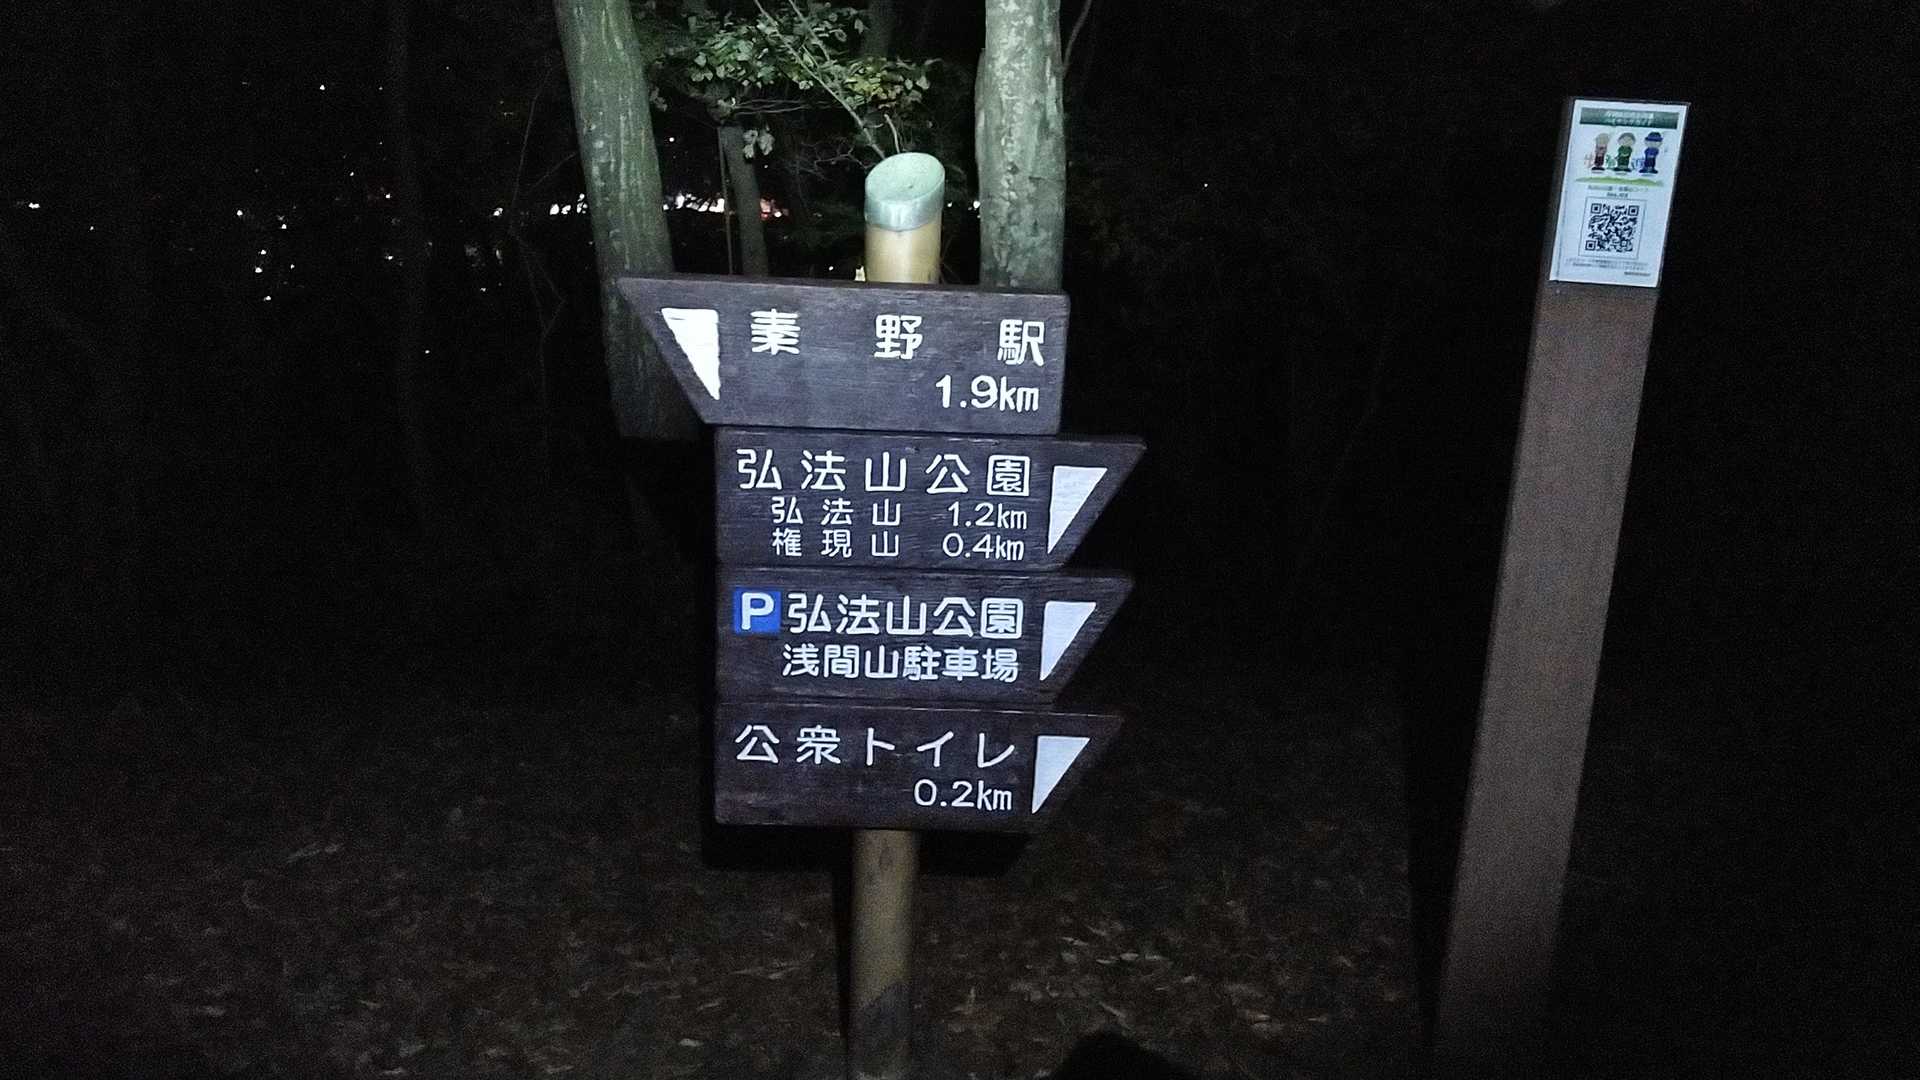 秦野駅
1.9km
弘法山公園
弘法山 1.2km
権現山 0.4km
P弘法山公園
浅間山駐車場
公衆トイレ
0.2km